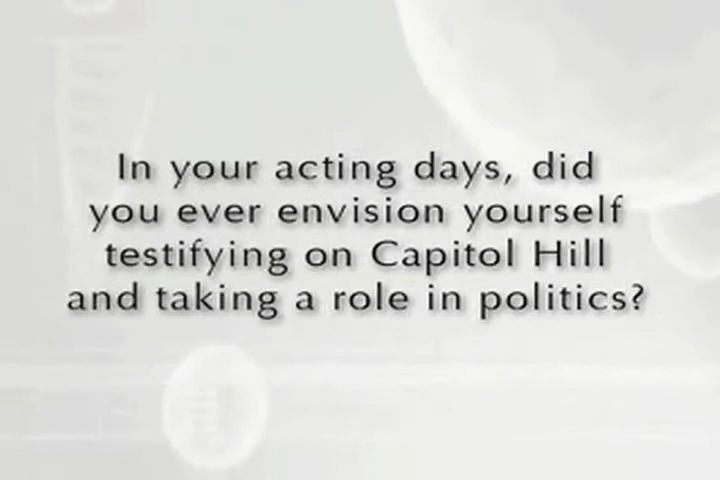 In your acting days, did
you ever envision yourself
testifying on Capitol Hill
and taking a role in politics?